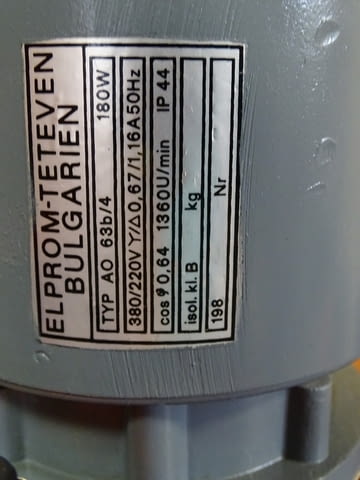 ELPROM-TETEVEN
BULGARIEN
TYP AO 63b/4 180W
380/220V Y/Δ 0,67/1,16A 50Hz
cos φ 0,64 1360U/min IP 44
isol. kl. B kg
198 Nr